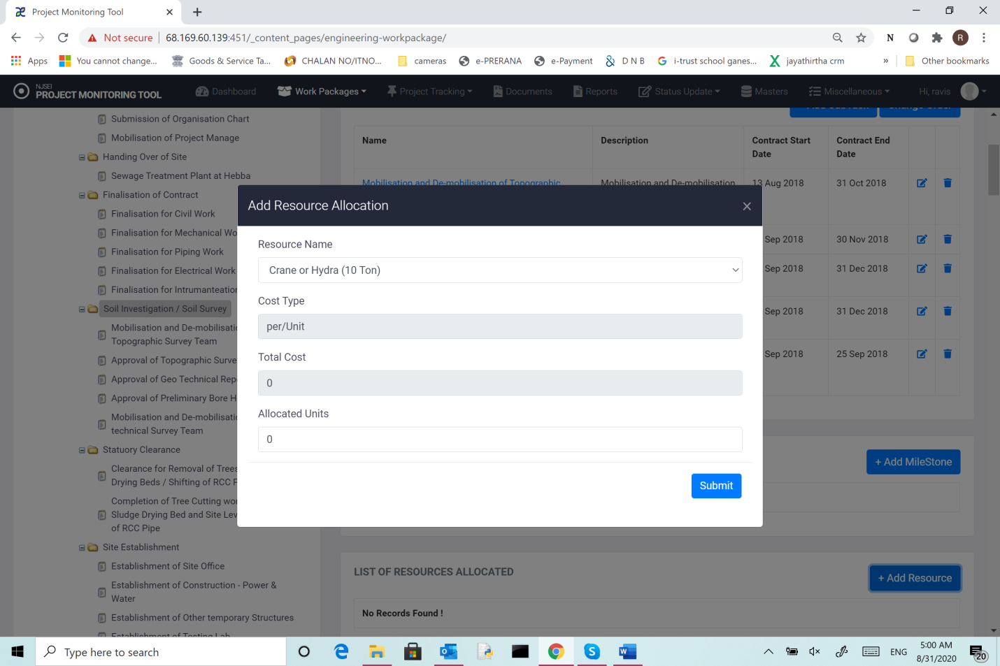 Project Monitoring Tool
Not secure
68.169.60.139:451/_content_pages/engineering-workpackage/
N
R
Apps
You cannot change...
Goods & Service Ta...
CHALAN NO/ITNO...
cameras
e-PRERANA
e-Payment
D N B
i-trust school ganes...
jayathirtha crm
»
Other bookmarks
NJSEI
PROJECT MONITORING TOOL
Dashboard
Work Packages
Project Tracking
Documents
Reports
Status Update
Masters
Miscellaneous
Hi, ravis
Submission of Organisation Chart
Mobilisation of Project Manage
Handing Over of Site
Sewage Treatment Plant at Hebba
Finalisation of Contract
Finalisation for Civil Work
Finalisation for Mechanical Wo
Finalisation for Piping Work
Finalisation for Electrical Work
Finalisation for Intrumanteation
Soil Investigation / Soil Survey
Mobilisation and De-mobilisatio
Topographic Survey Team
Approval of Topographic Surve
Approval of Geo Technical Rep
Approval of Preliminary Bore H
Mobilisation and De-mobilisatio
technical Survey Team
Statuory Clearance
Clearance for Removal of Trees
Drying Beds / Shifting of RCC P
Completion of Tree Cutting wor
Sludge Drying Bed and Site Lev
of RCC Pipe
Site Establishment
Establishment of Site Office
Establishment of Construction - Power &
Water
Establishment of Other temporary Structures
Establishment of Testing Lab
+ Add SubTask
Change Order
Name
Description
Contract Start
Date
Contract End
Date
Mobilisation and De-mobilisation of Topographic
Mobilisation and De-mobilisation
13 Aug 2018
31 Oct 2018
Sep 2018
30 Nov 2018
Sep 2018
31 Dec 2018
Sep 2018
31 Dec 2018
Sep 2018
25 Sep 2018
Add Resource Allocation
×
Resource Name
Crane or Hydra (10 Ton)
Cost Type
per/Unit
Total Cost
0
Allocated Units
0
Submit
+ Add MileStone
LIST OF RESOURCES ALLOCATED
+ Add Resource
No Records Found !
Type here to search
ENG
5:00 AM
8/31/2020
20